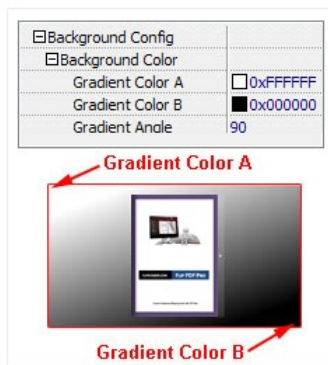 Background Config
Background Color
Gradient Color A 0xFFFFFF
Gradient Color B 0x000000
Gradient Angle 90
Gradient Color A
Flip PDF Pro
Gradient Color B